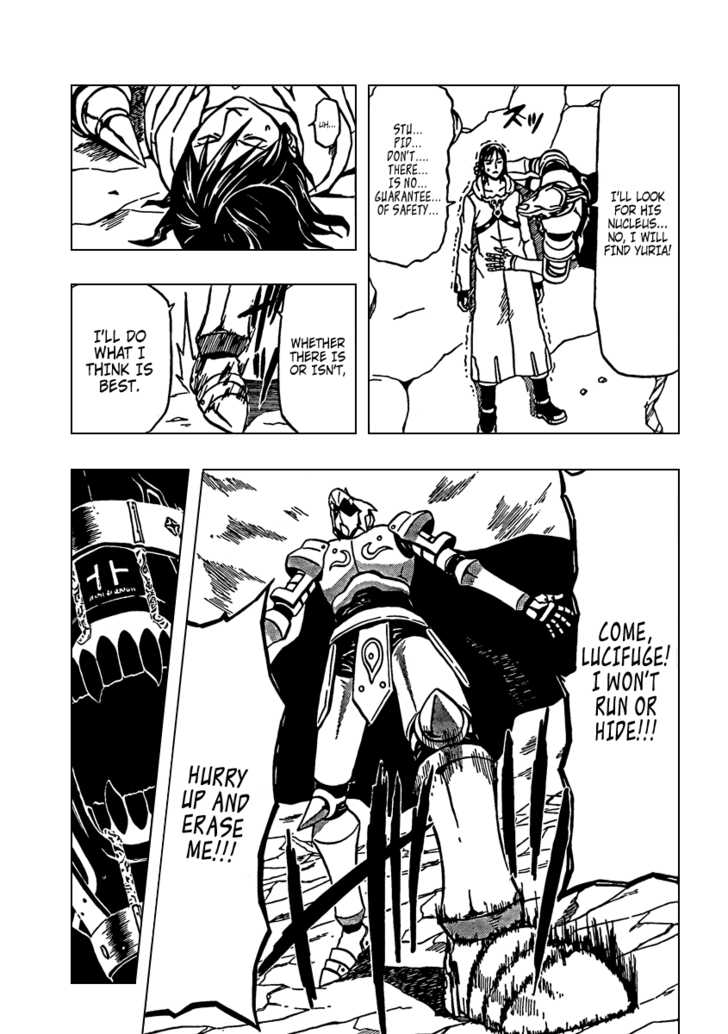 I'LL LOOK
FOR HIS
NUCLEUS...
NO, I WILL
FIND YURIA!
ズッ
STU...
PID...
DON'T....
THERE...
IS NO...
GUARANTEE...
OF SAFETY...
UH...
WHETHER
THERE IS
OR ISN'T,
I'LL DO
WHAT I
THINK IS
BEST.
COME,
LUCIFUGE!
I WON'T
RUN OR
HIDE!!!
HURRY
UP AND
ERASE
ME!!!